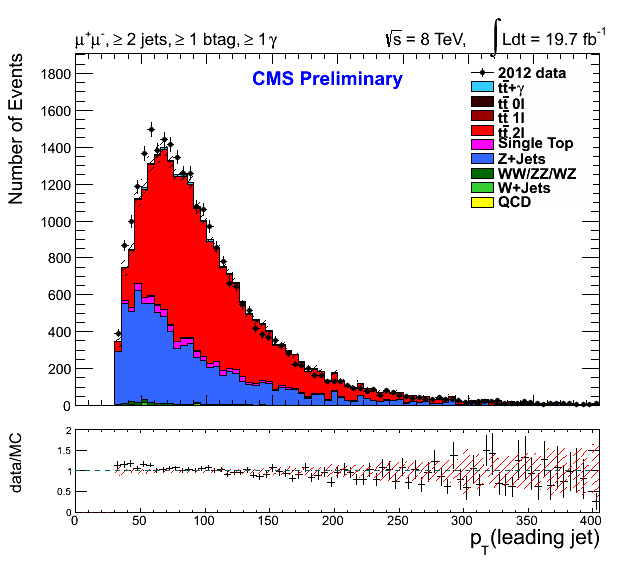 μ⁺μ⁻, ≥ 2 jets, ≥ 1 btag, ≥ 1 γ √s = 8 TeV, ∫ Ldt = 19.7 fb⁻¹
CMS Preliminary
2012 data
tt̄+γ
tt̄ 0l
tt̄ 1l
tt̄ 2l
Single Top
Z+Jets
WW/ZZ/WZ
W+Jets
QCD
Number of Events
1800
1600
1400
1200
1000
800
600
400
200
0
data/MC
2
1.5
1
0.5
0
0 50 100 150 200 250 300 350 400
p_T(leading jet)